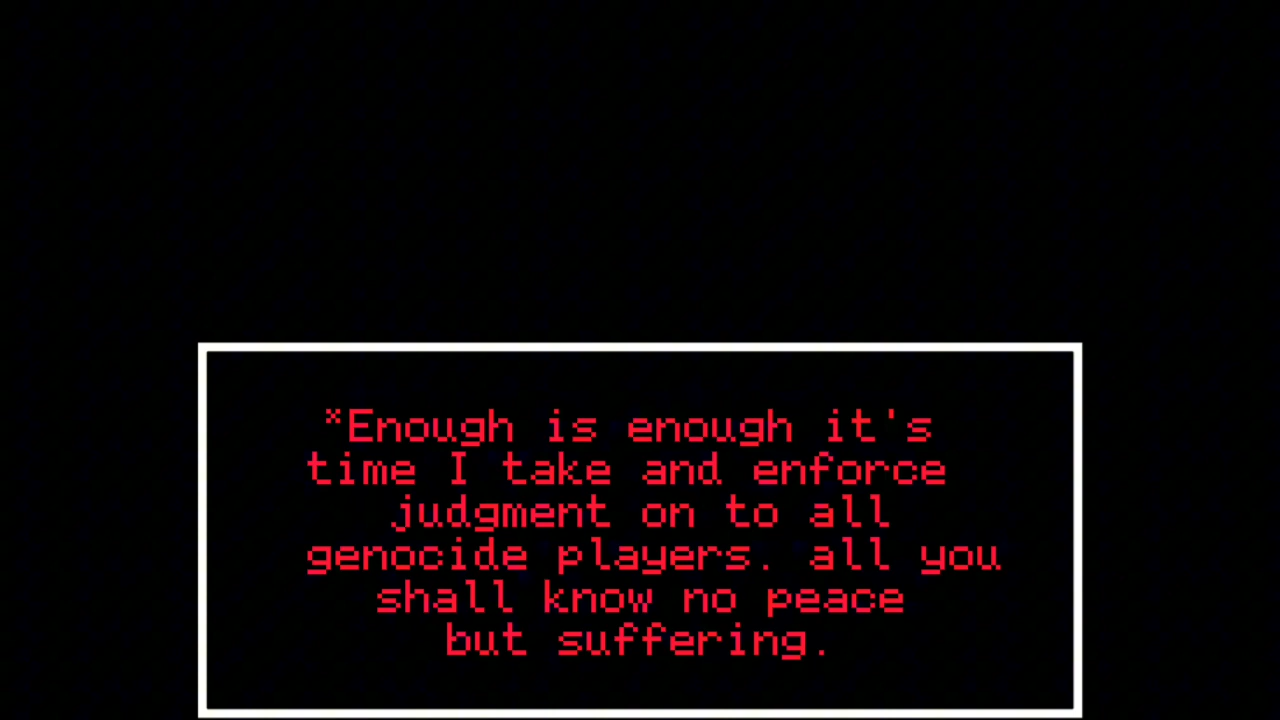 *Enough is enough it's
time I take and enforce
judgment on to all
genocide players. all you
shall know no peace
but suffering.